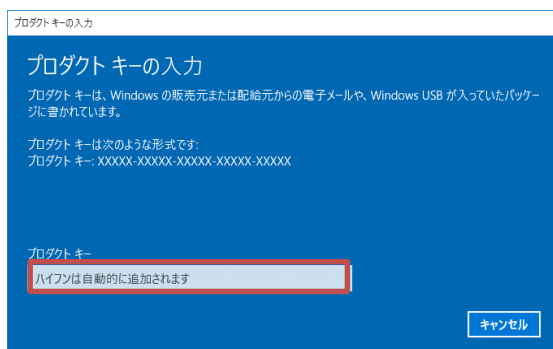 プロダクト キーの入力
プロダクト キーの入力
プロダクト キーは、Windows の販売元または配給元からの電子メールや、Windows USB が入っていたパッケー
ジに書かれています。
プロダクト キーは次のような形式です:
プロダクト キー: XXXXX-XXXXX-XXXXX-XXXXX-XXXXX
プロダクト キー
ハイフンは自動的に追加されます
キャンセル